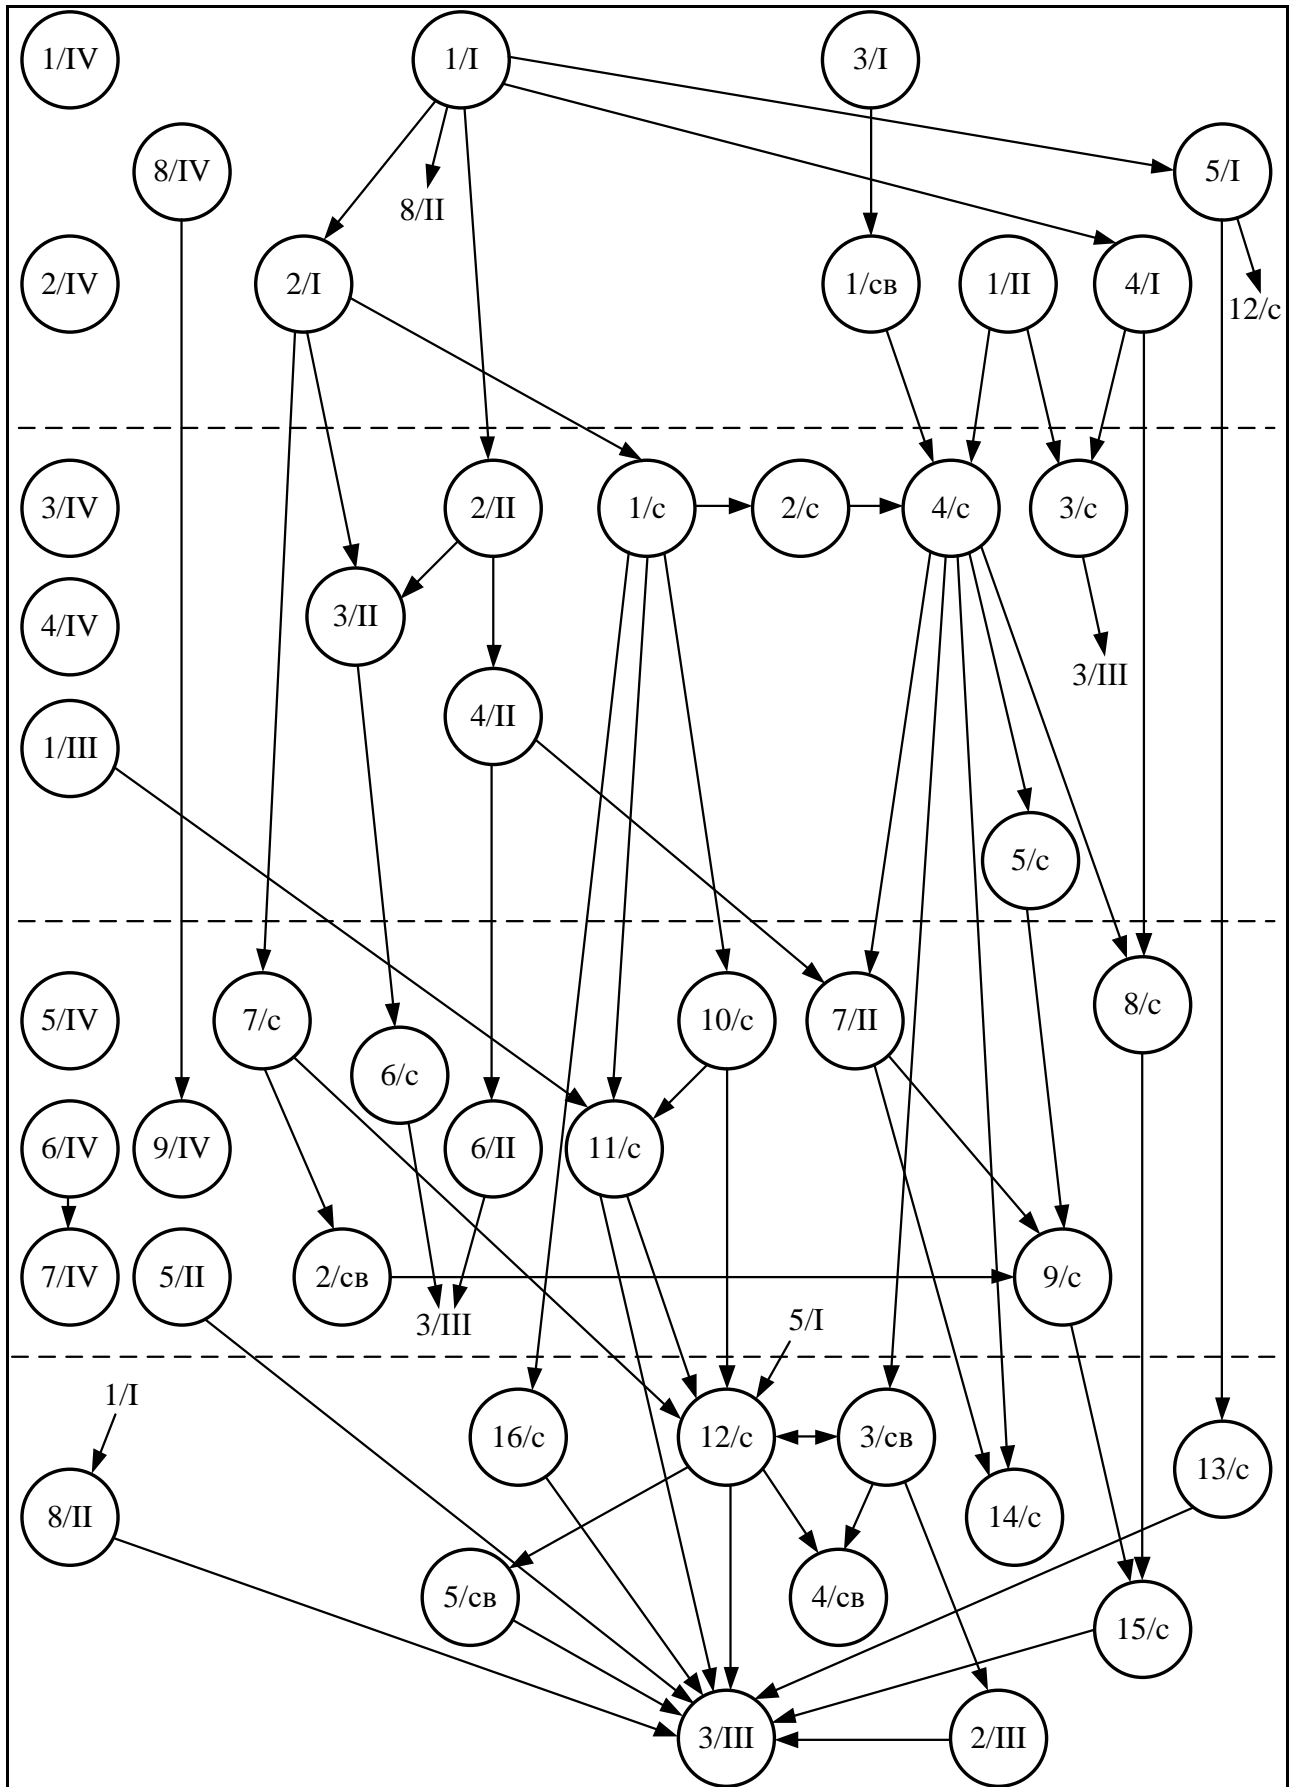 1/IV 1/I 3/I
8/IV 5/I
8/II
2/IV 2/I 1/св 1/II 4/I
12/с
3/IV 2/II 1/с 2/с 4/с 3/с
4/IV 3/II
3/III
1/III 4/II
5/с
5/IV 7/с 10/с 7/II 8/с
6/с
6/IV 9/IV 6/II 11/с
7/IV 5/II 2/св 9/с
3/III 5/I
1/I
16/с 12/с 3/св 13/с
8/II 14/с
5/св 4/св
15/с
3/III 2/III